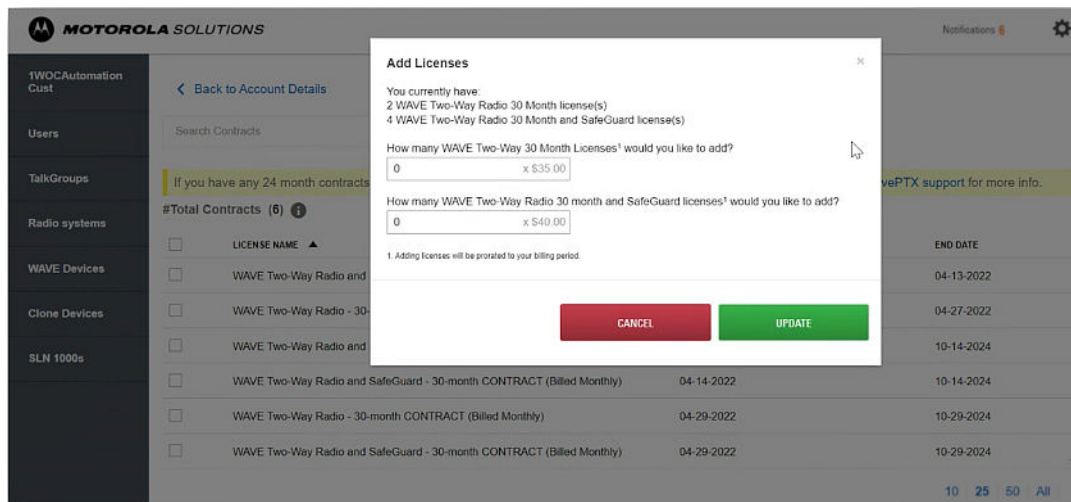 MOTOROLA SOLUTIONS
Notifications 6
1WOCAutomation
Cust
Users
TalkGroups
Radio systems
WAVE Devices
Clone Devices
SLN 1000s
Back to Account Details
Search Contracts
If you have any 24 month contracts
vePTX support for more info.
#Total Contracts (6)
LICENSE NAME
END DATE
WAVE Two-Way Radio and
04-13-2022
WAVE Two-Way Radio - 30-
04-27-2022
WAVE Two-Way Radio and
10-14-2024
WAVE Two-Way Radio and SafeGuard - 30-month CONTRACT (Billed Monthly) 04-14-2022 10-14-2024
WAVE Two-Way Radio - 30-month CONTRACT (Billed Monthly) 04-29-2022 10-29-2024
WAVE Two-Way Radio and SafeGuard - 30-month CONTRACT (Billed Monthly) 04-29-2022 10-29-2024
10 25 50 All
Add Licenses
×
You currently have:
2 WAVE Two-Way Radio 30 Month license(s)
4 WAVE Two-Way Radio 30 Month and SafeGuard license(s)
How many WAVE Two-Way 30 Month Licenses¹ would you like to add?
0 x $35.00
How many WAVE Two-Way Radio 30 month and SafeGuard licenses¹ would you like to add?
0 x $40.00
1. Adding licenses will be prorated to your billing period.
CANCEL
UPDATE